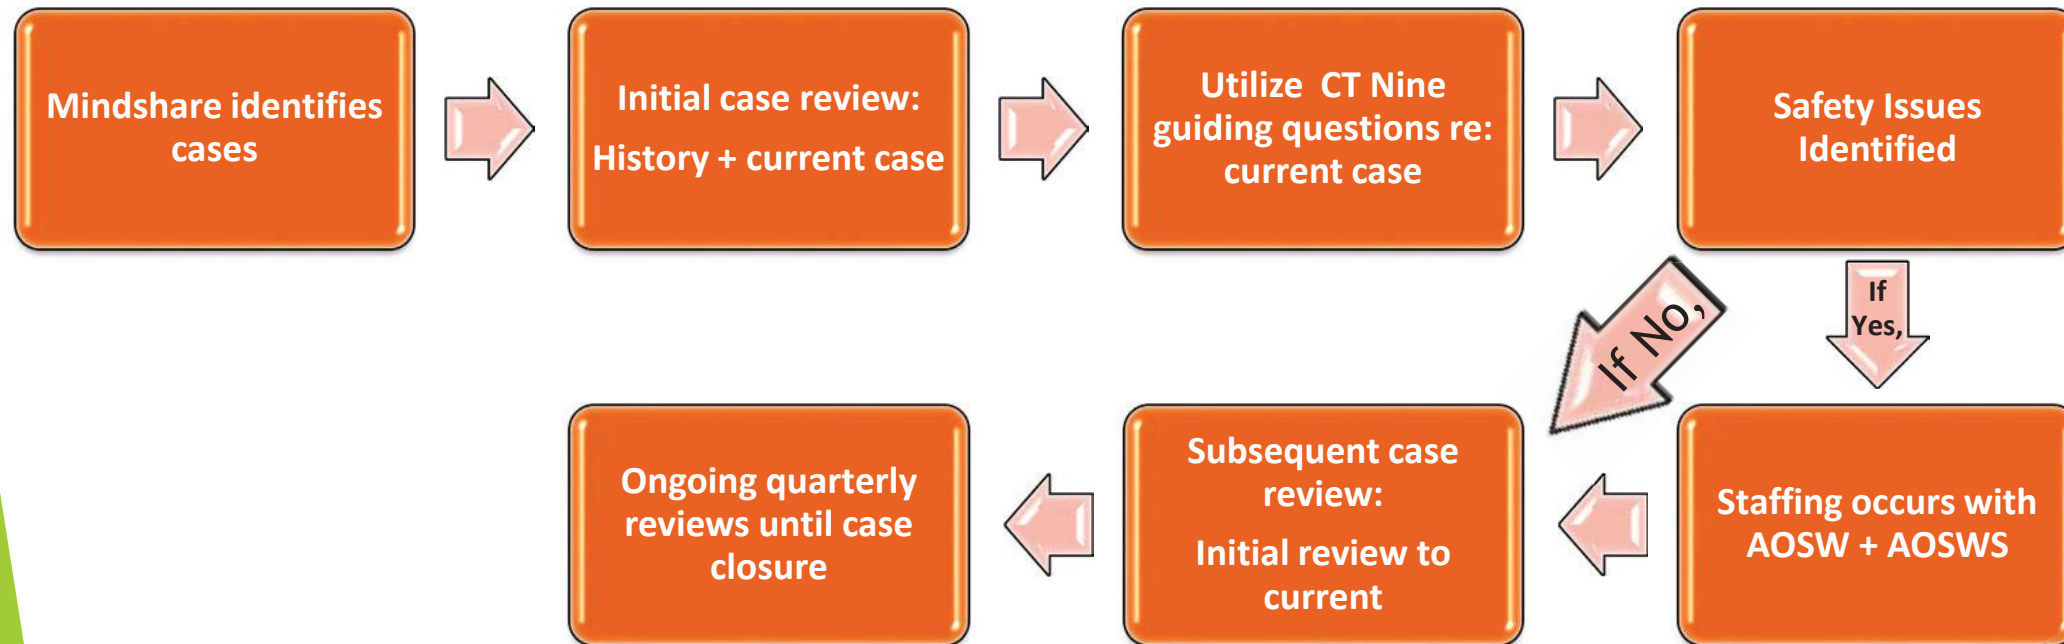 Mindshare identifies
cases
Initial case review:
History + current case
Utilize CT Nine
guiding questions re:
current case
Safety Issues
Identified
If No,
If
Yes,
Ongoing quarterly
reviews until case
closure
Subsequent case
review:
Initial review to
current
Staffing occurs with
AOSW + AOSWS